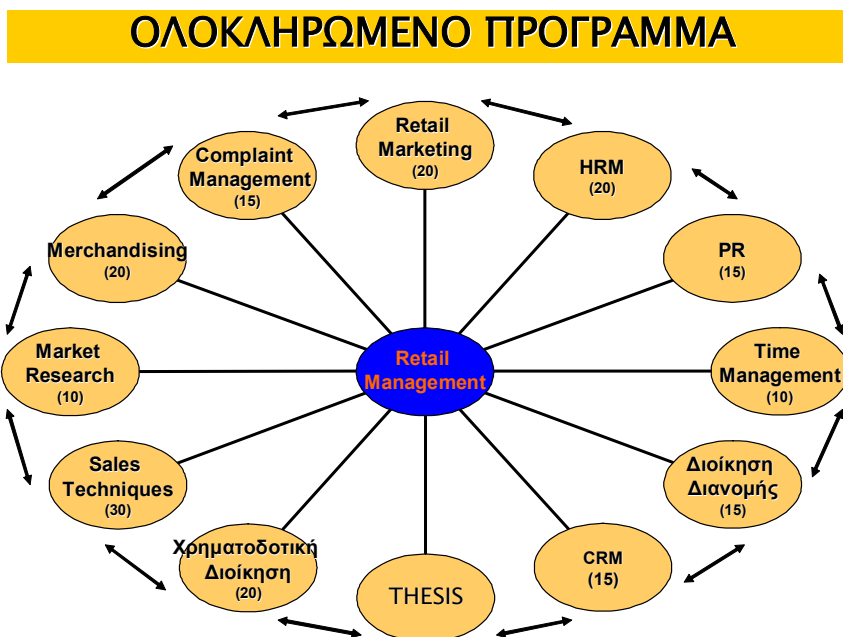 ΟΛΟΚΛΗΡΩΜΕΝΟ ΠΡΟΓΡΑΜΜΑ
Retail
Marketing
(20)
HRM
(20)
PR
(15)
Time
Management
(10)
Διοίκηση
Διανομής
(15)
CRM
(15)
THESIS
Χρηματοδοτική
Διοίκηση
(20)
Sales
Techniques
(30)
Market
Research
(10)
Merchandising
(20)
Complaint
Management
(15)
Retail
Management